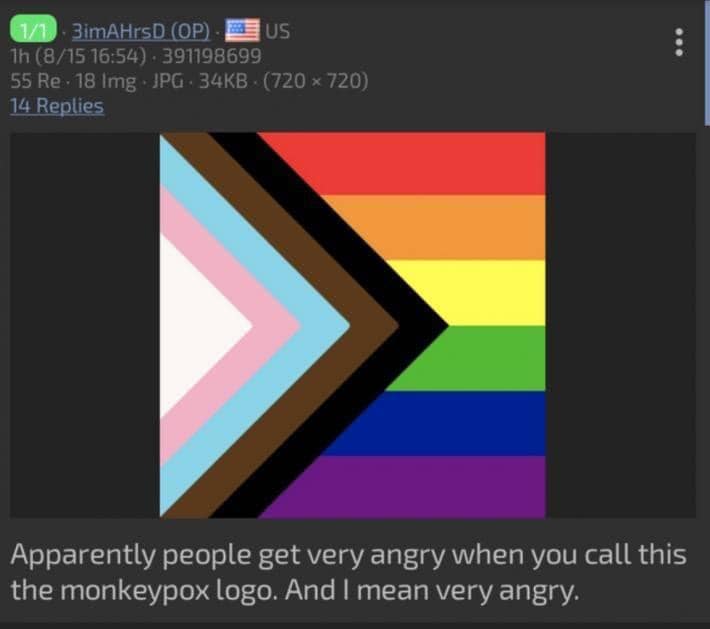 1/1 · 3imAHrsD (OP) · US
1h (8/15 16:54) · 391198699
55 Re · 18 Img · JPG · 34KB · (720 × 720)
14 Replies
Apparently people get very angry when you call this
the monkeypox logo. And I mean very angry.